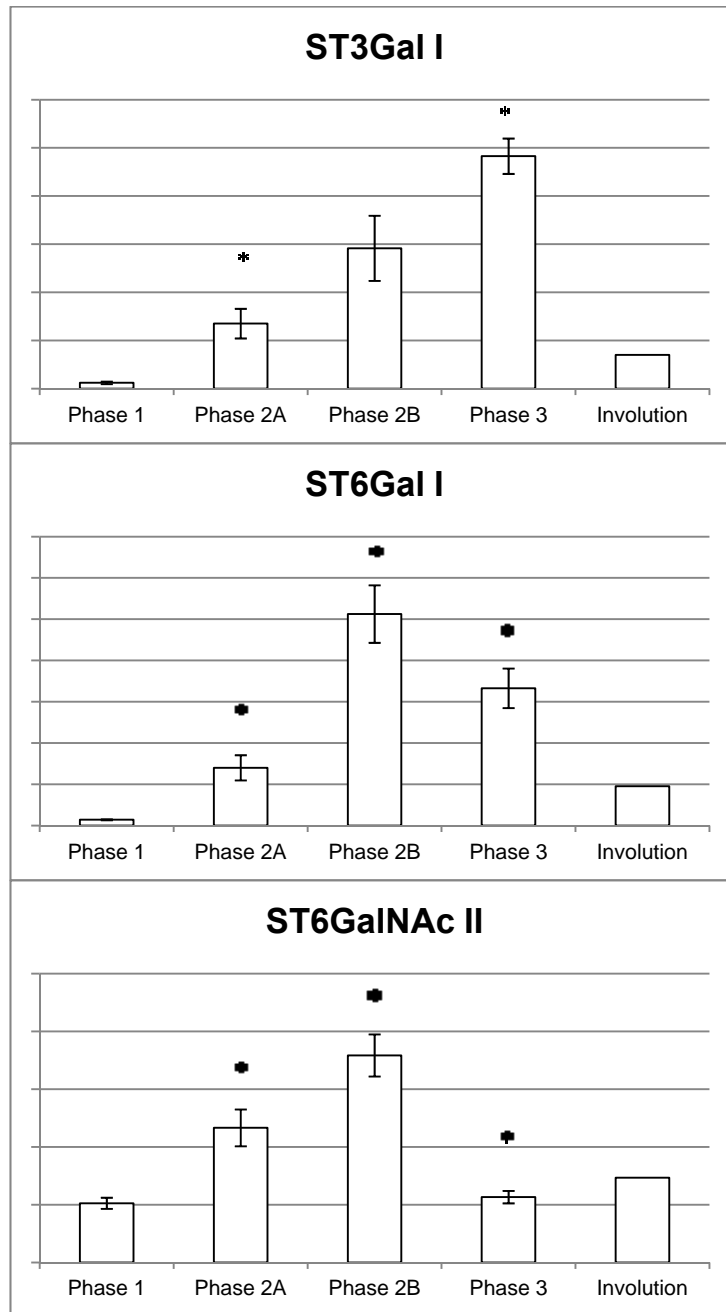 ST3Gal I
*
*
Phase 1 Phase 2A Phase 2B Phase 3 Involution
ST6Gal I
Phase 1 Phase 2A Phase 2B Phase 3 Involution
ST6GalNAc II
Phase 1 Phase 2A Phase 2B Phase 3 Involution